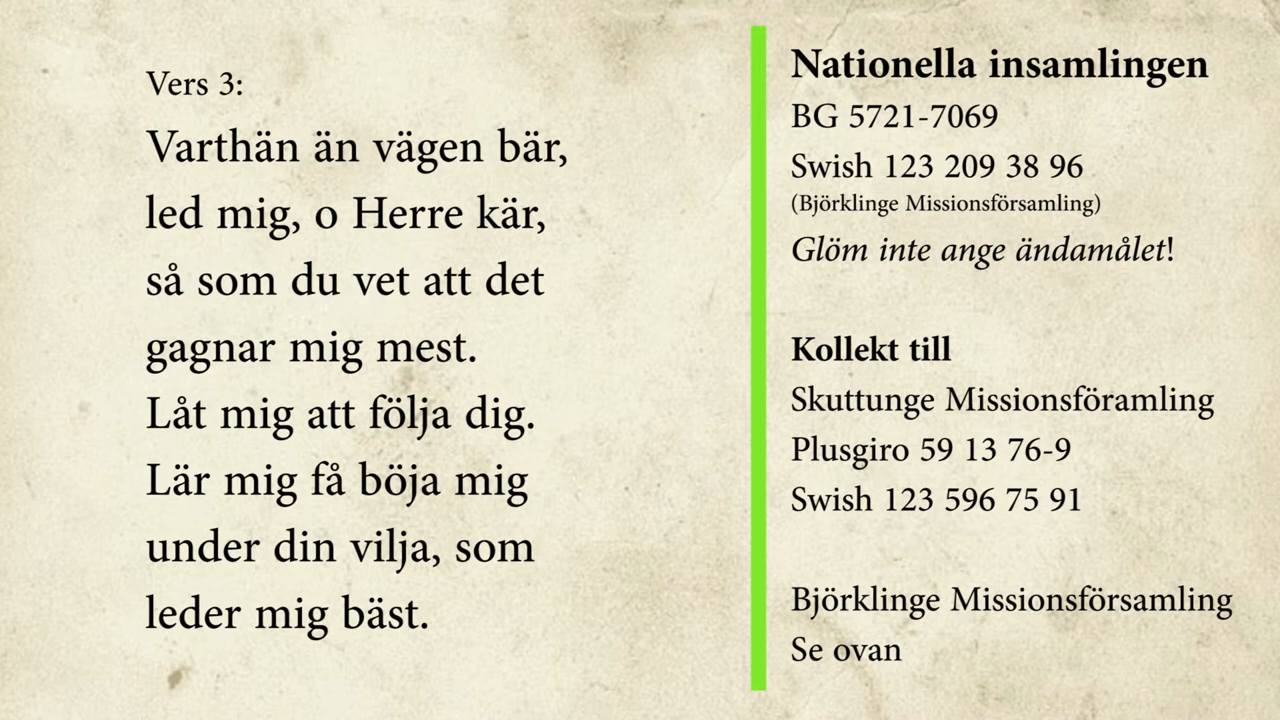 Vers 3:
Varthän än vägen bär,
led mig, o Herre kär,
så som du vet att det
gagnar mig mest.
Låt mig att följa dig.
Lär mig få böja mig
under din vilja, som
leder mig bäst.
Nationella insamlingen
BG 5721-7069
Swish 123 209 38 96
(Björklinge Missionsförsamling)
Glöm inte ange ändamålet!
Kollekt till
Skuttunge Missionsföramling
Plusgiro 59 13 76-9
Swish 123 596 75 91
Björklinge Missionsförsamling
Se ovan